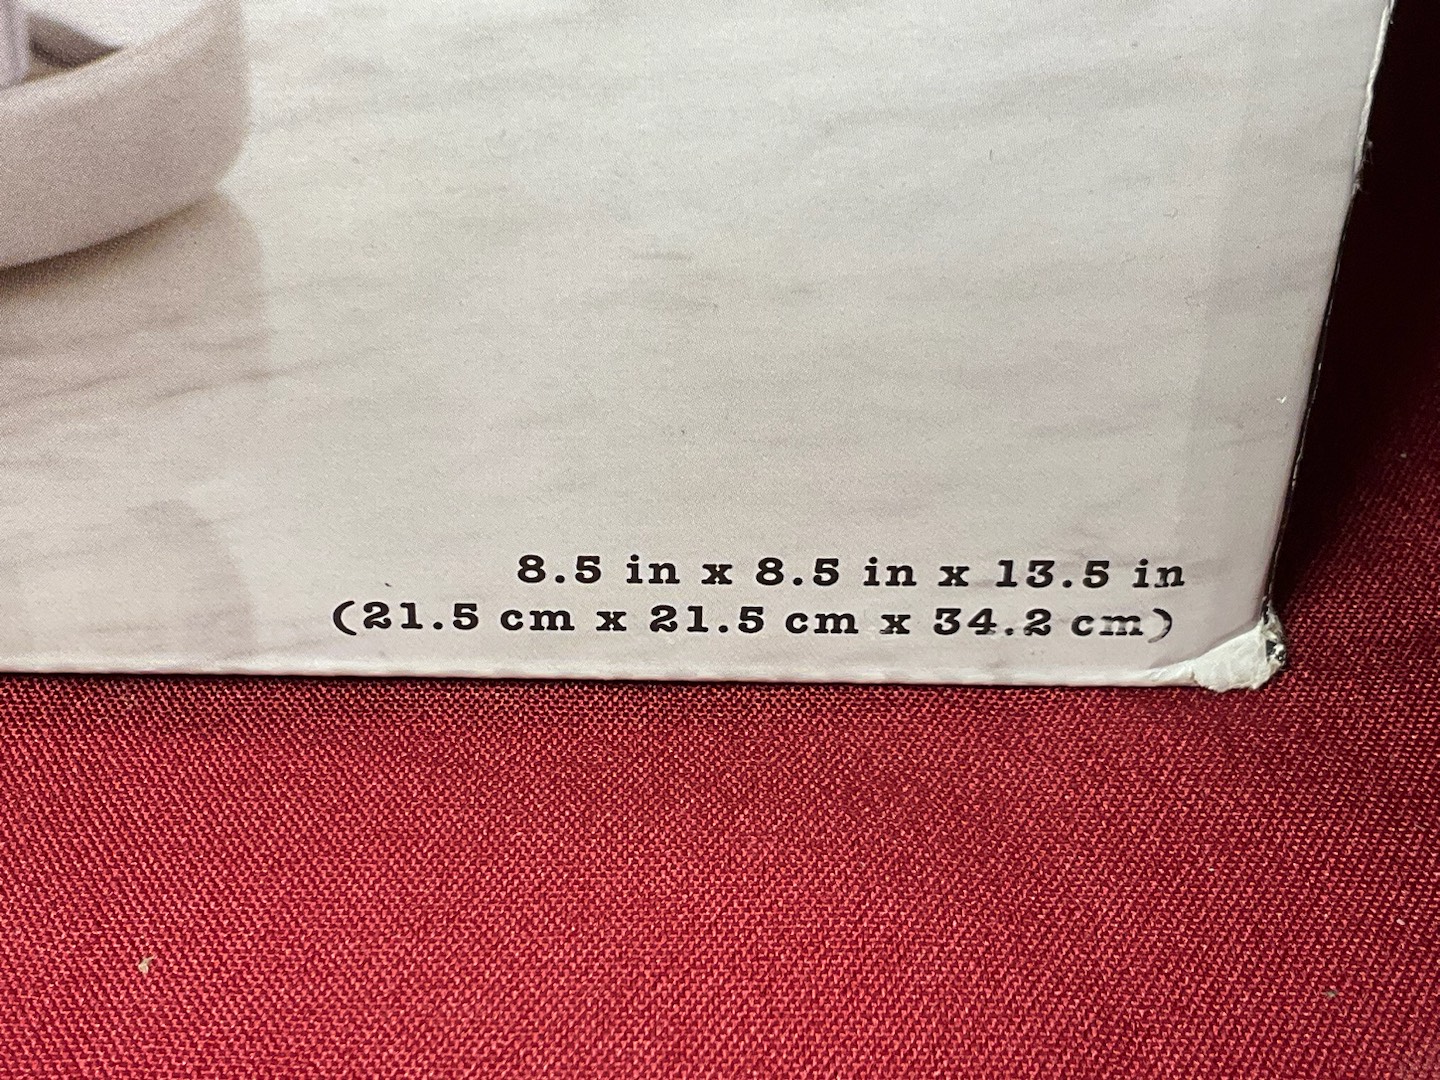 8.5 in x 8.5 in x 13.5 in
(21.5 cm x 21.5 cm x 34.2 cm)